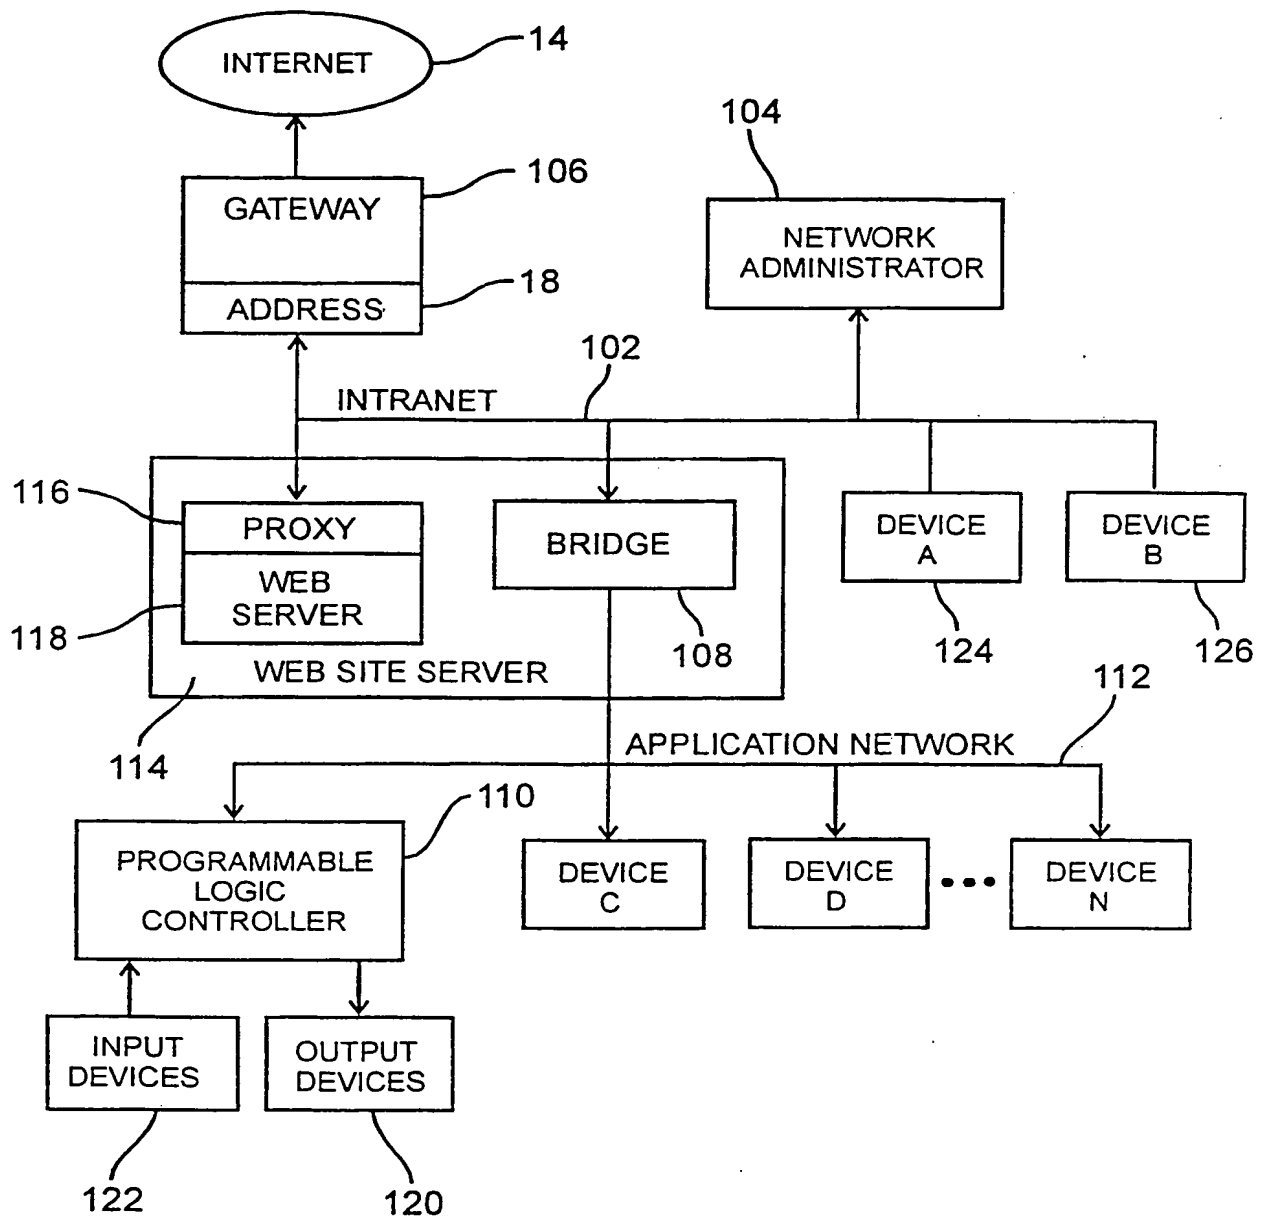 INTERNET
14
GATEWAY
106
ADDRESS
18
104
NETWORK
ADMINISTRATOR
102
INTRANET
116
PROXY
WEB
SERVER
118
BRIDGE
108
DEVICE
A
124
DEVICE
B
126
WEB SITE SERVER
114
112
APPLICATION NETWORK
110
PROGRAMMABLE
LOGIC
CONTROLLER
DEVICE
C
DEVICE
D
DEVICE
N
INPUT
DEVICES
122
OUTPUT
DEVICES
120